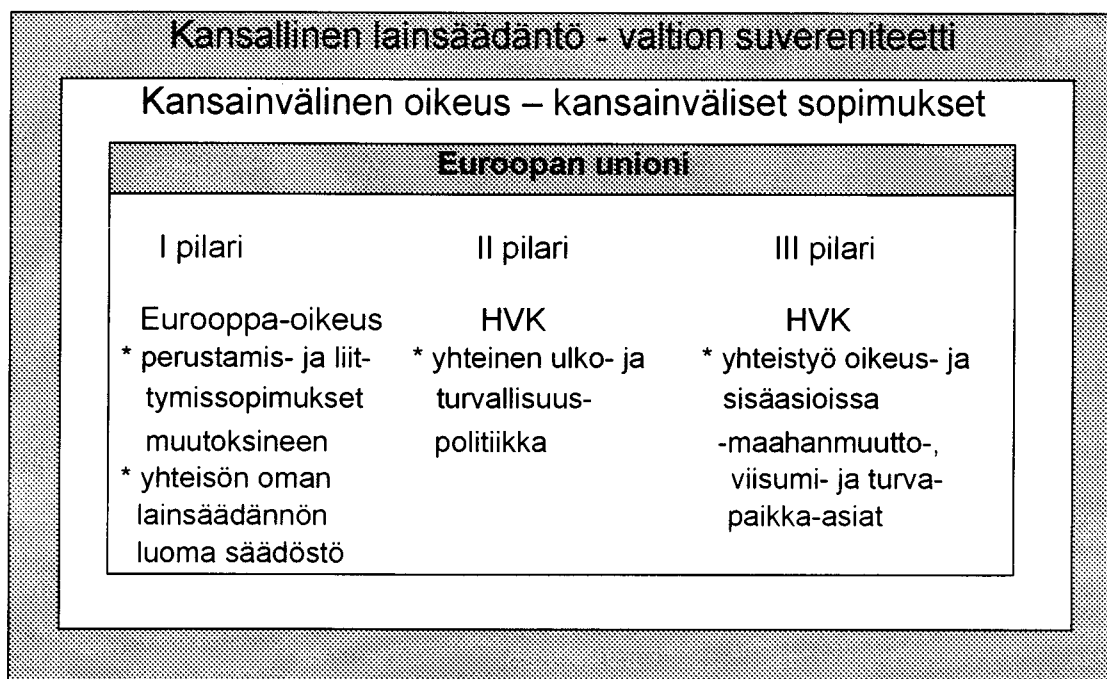 Kansallinen lainsäädäntö - valtion suvereniteetti
Kansainvälinen oikeus – kansainväliset sopimukset
Euroopan unioni
I pilari
Eurooppa-oikeus
* perustamis- ja liit-
tymissopimukset
muutoksineen
* yhteisön oman
lainsäädännön
luoma säädöstö
II pilari
HVK
* yhteinen ulko- ja
turvallisuus-
politiikka
III pilari
HVK
* yhteistyö oikeus- ja
sisäasioissa
-maahanmuutto-,
viisumi- ja turva-
paikka-asiat